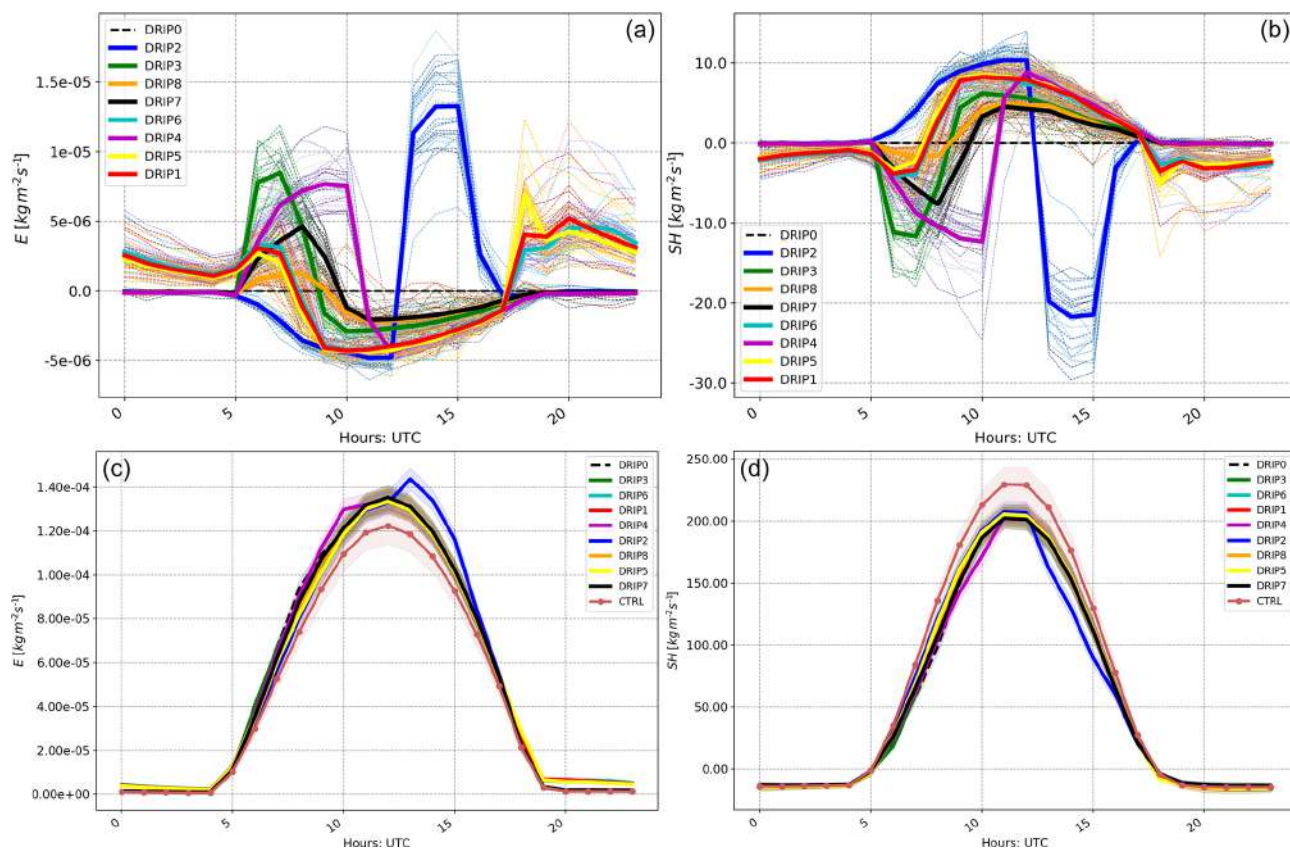 (a)
DRIP0
DRIP2
DRIP3
DRIP8
DRIP7
DRIP6
DRIP4
DRIP5
DRIP1
1.5e-05
1e-05
5e-06
0.0
-5e-06
E [kg m⁻² s⁻¹]
0
5
10
15
20
Hours: UTC
(b)
10.0
0.0
-10.0
-20.0
-30.0
SH [kg m⁻² s⁻¹]
DRIP0
DRIP2
DRIP3
DRIP8
DRIP7
DRIP6
DRIP4
DRIP5
DRIP1
0
5
10
15
20
Hours: UTC
(c)
DRIP0
DRIP3
DRIP6
DRIP1
DRIP4
DRIP2
DRIP8
DRIP5
DRIP7
CTRL
1.40e-04
1.20e-04
1.00e-04
8.00e-05
6.00e-05
4.00e-05
2.00e-05
0.00e+00
E [kg m⁻² s⁻¹]
0
5
10
15
20
Hours: UTC
(d)
DRIP0
DRIP3
DRIP6
DRIP1
DRIP4
DRIP2
DRIP8
DRIP5
DRIP7
CTRL
250.00
200.00
150.00
100.00
50.00
0.00
SH [kg m⁻² s⁻¹]
0
5
10
15
20
Hours: UTC